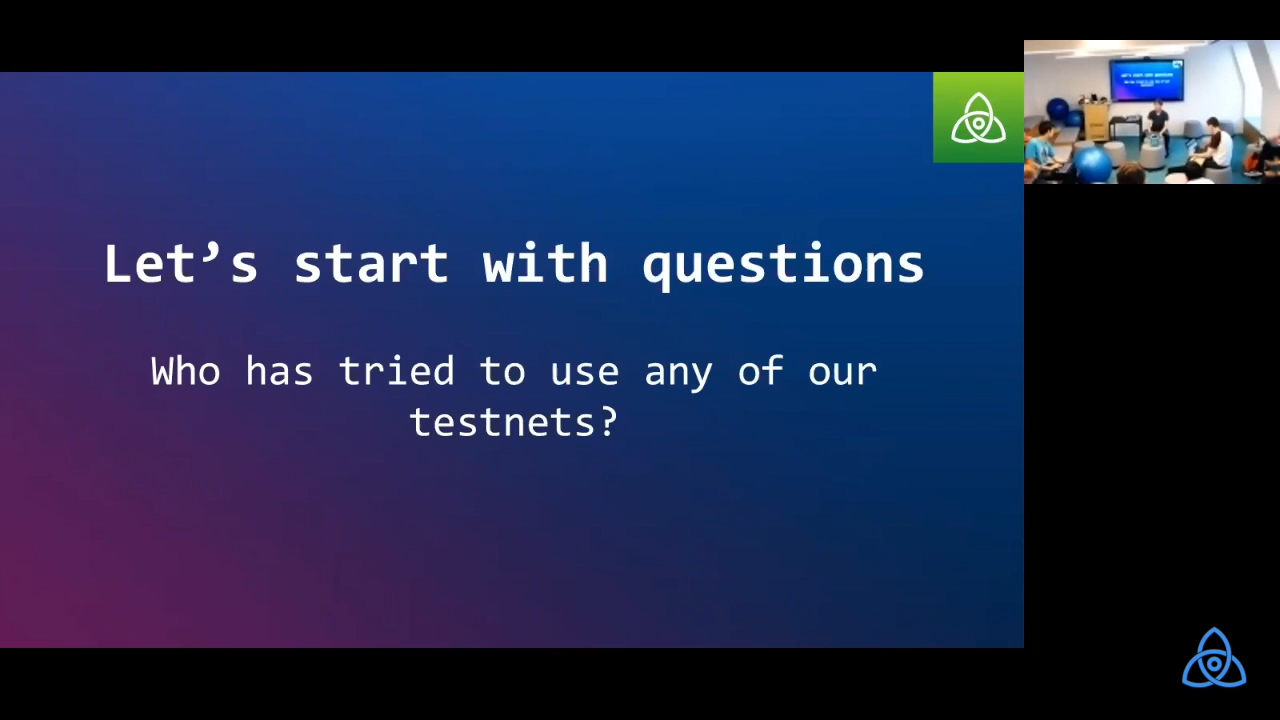 Let’s start with questions
Who has tried to use any of our
testnets?